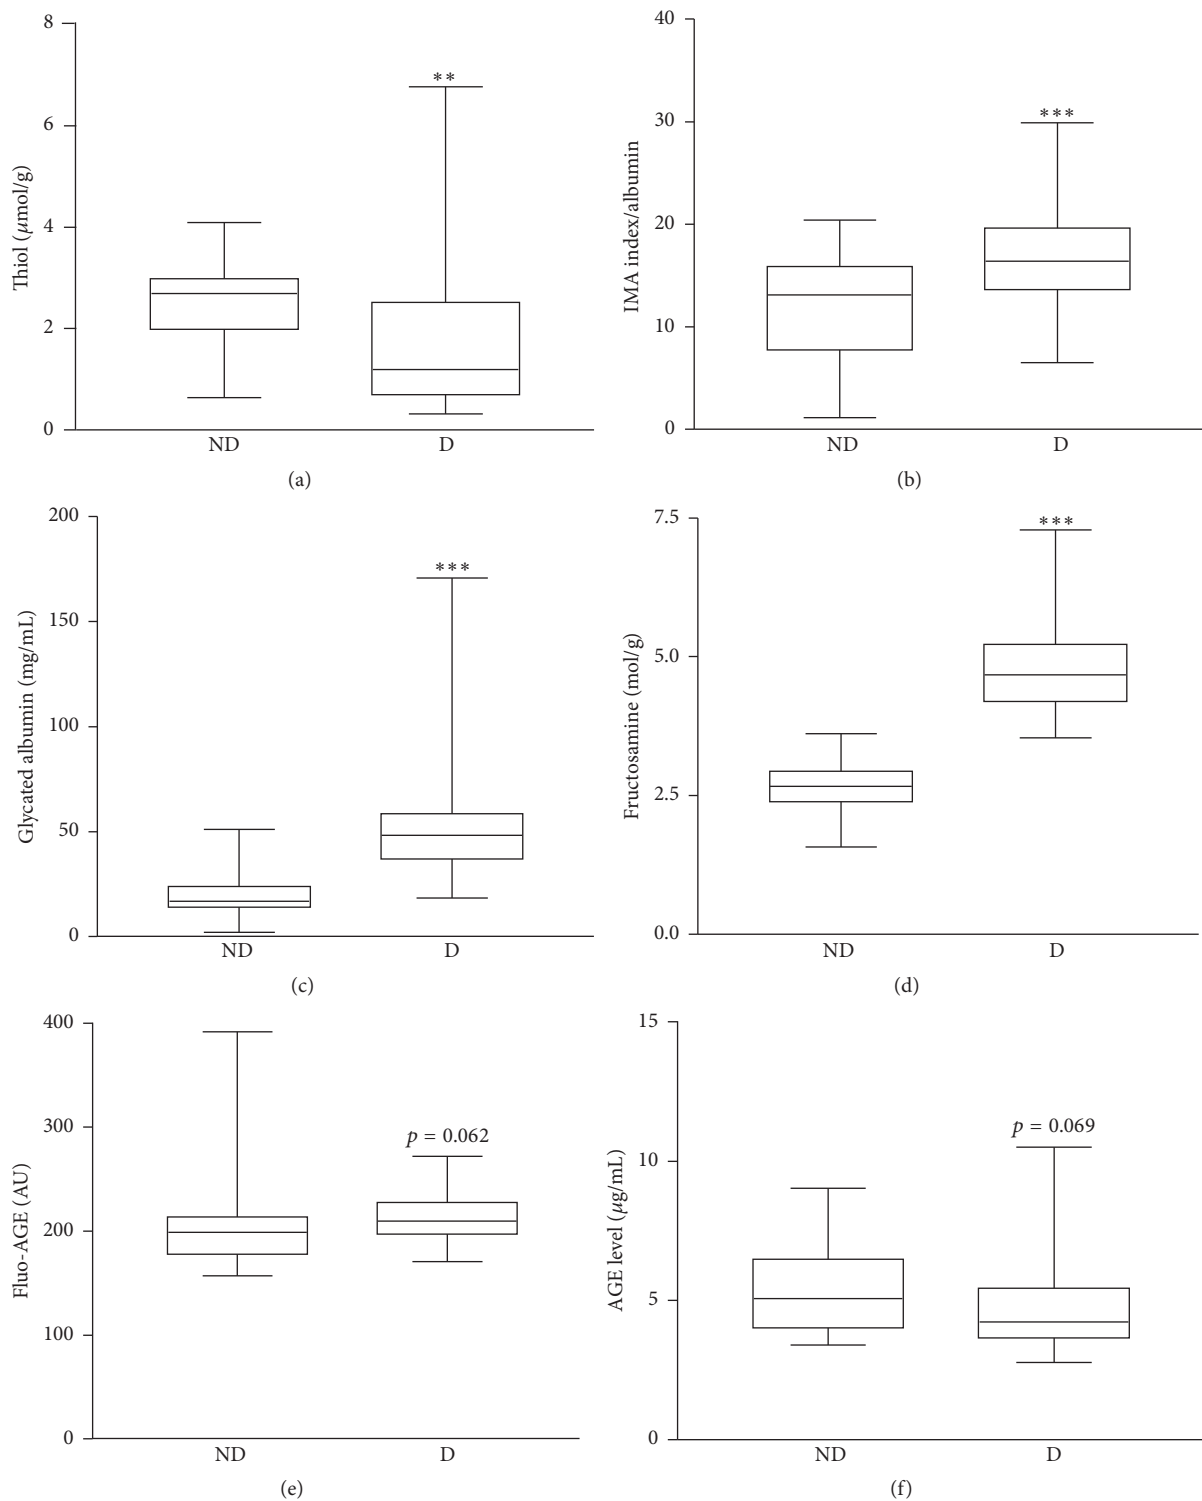 8
6
4
2
0
Thiol (μmol/g)
**
ND
D
(a)
40
30
20
10
0
IMA index/albumin
***
ND
D
(b)
200
150
100
50
0
Glycated albumin (mg/mL)
***
ND
D
(c)
7.5
5.0
2.5
0.0
Fructosamine (mol/g)
***
ND
D
(d)
400
300
200
100
0
Fluo-AGE (AU)
p = 0.062
ND
D
(e)
15
10
5
0
AGE level (μg/mL)
p = 0.069
ND
D
(f)